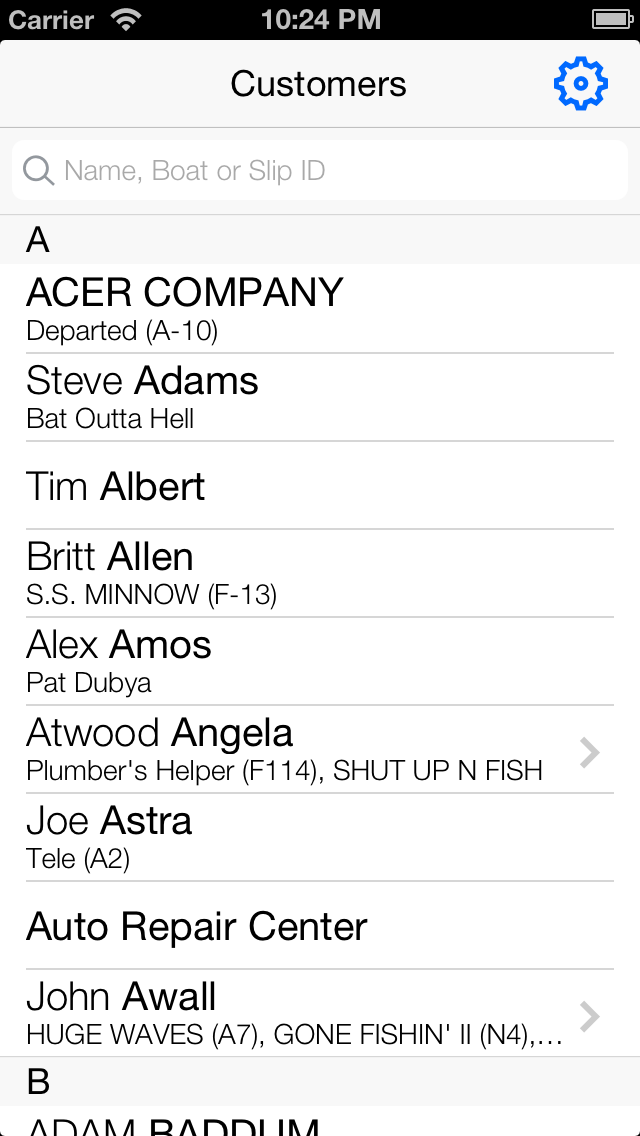 Carrier 10:24 PM
Customers
Name, Boat or Slip ID
A
ACER COMPANY
Departed (A-10)
Steve Adams
Bat Outta Hell
Tim Albert
Britt Allen
S.S. MINNOW (F-13)
Alex Amos
Pat Dubya
Atwood Angela
Plumber's Helper (F114), SHUT UP N FISH
Joe Astra
Tele (A2)
Auto Repair Center
John Awall
HUGE WAVES (A7), GONE FISHIN' II (N4),...
B
ADAM BADDUM